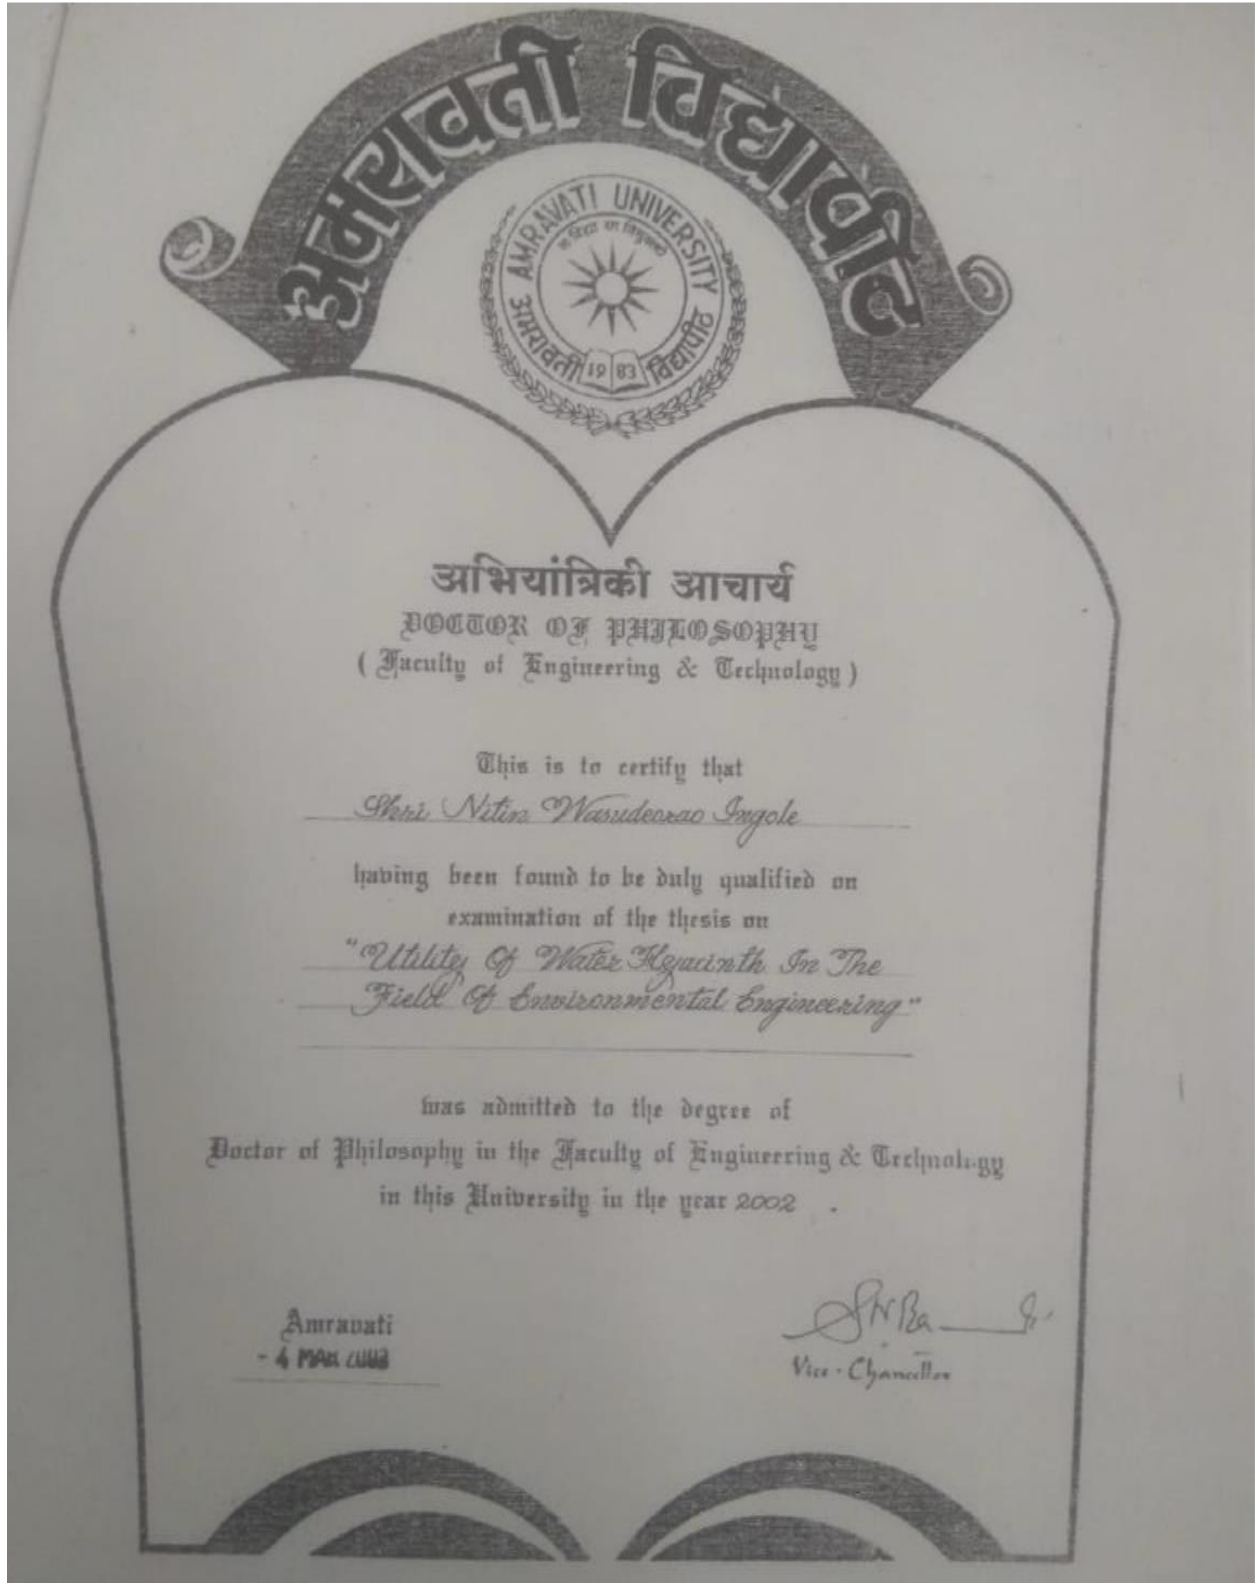 अमरावती विद्यापीठ
AMRAVATI UNIVERSITY
अमरावती विद्यापीठ
19 83
अभियांत्रिकी आचार्य
DOCTOR OF PHILOSOPHY
( Faculty of Engineering & Technology )
This is to certify that
Shri Nitin Wasudeorao Ingole
having been found to be duly qualified on
examination of the thesis on
"Utility Of Water Hyacinth In The
Field Of Environmental Engineering"
was admitted to the degree of
Doctor of Philosophy in the Faculty of Engineering & Technology
in this University in the year 2002 .
Amravati
- 4 MAR 2003
Vice - Chancellor